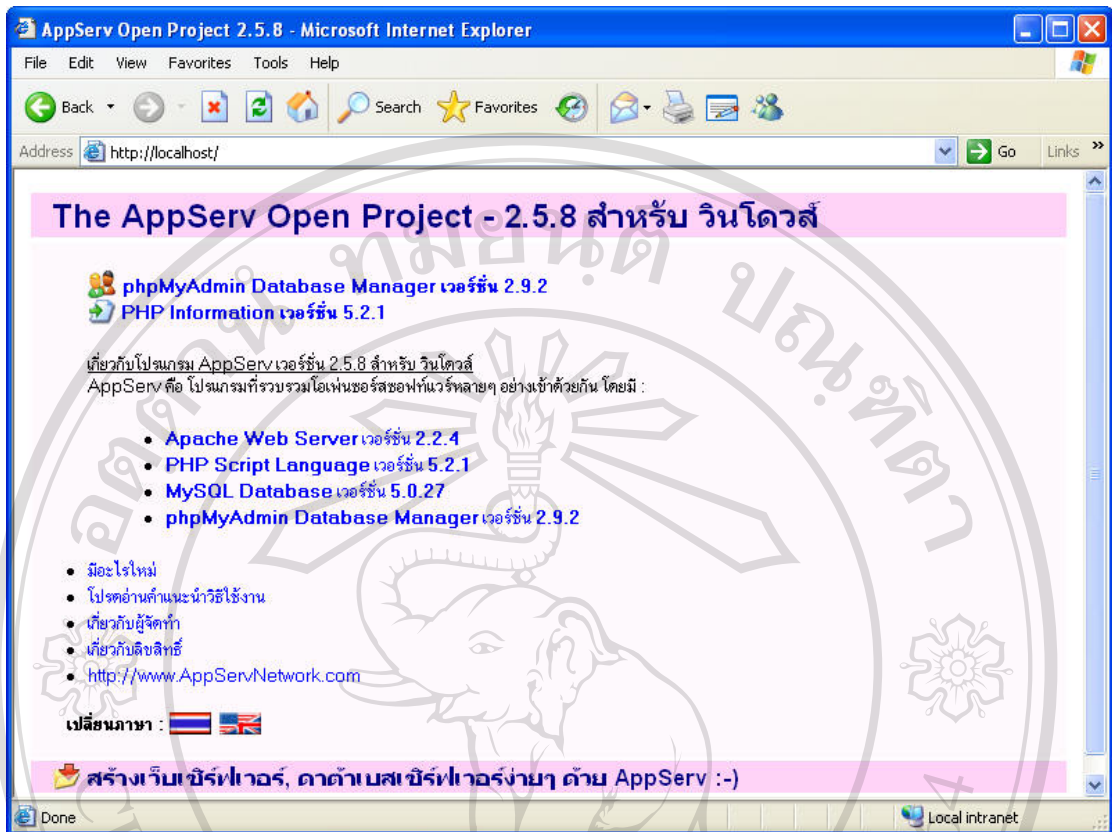 AppServ Open Project 2.5.8 - Microsoft Internet Explorer
File Edit View Favorites Tools Help
Back Search Favorites
Address http://localhost/ Go Links
The AppServ Open Project - 2.5.8 สำหรับ วินโดวส์
phpMyAdmin Database Manager เวอร์ชั่น 2.9.2
PHP Information เวอร์ชั่น 5.2.1
เกี่ยวกับโปรแกรม AppServ เวอร์ชั่น 2.5.8 สำหรับ วินโดวส์
AppServ คือ โปรแกรมที่รวบรวมโอเพ่นซอร์สซอฟท์แวร์หลายๆ อย่างเข้าด้วยกัน โดยมี :
Apache Web Server เวอร์ชั่น 2.2.4
PHP Script Language เวอร์ชั่น 5.2.1
MySQL Database เวอร์ชั่น 5.0.27
phpMyAdmin Database Manager เวอร์ชั่น 2.9.2
มีอะไรใหม่
โปรดอ่านคำแนะนำวิธีใช้งาน
เกี่ยวกับผู้จัดทำ
เกี่ยวกับลิขสิทธิ์
http://www.AppServNetwork.com
เปลี่ยนภาษา :
สร้างเว็บเซิร์ฟเวอร์, ดาต้าเบสเซิร์ฟเวอร์ง่ายๆ ด้วย AppServ :-)
Done Local intranet